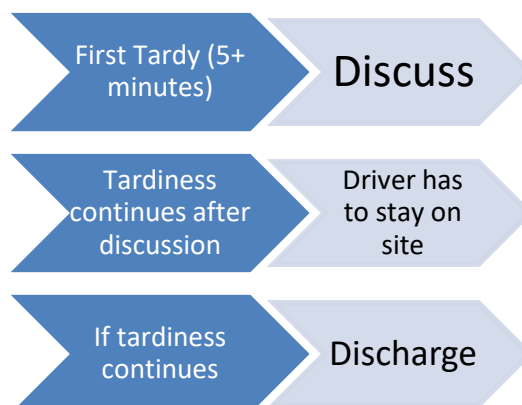 First Tardy (5+
minutes)
Discuss
Tardiness
continues after
discussion
Driver has
to stay on
site
If tardiness
continues
Discharge